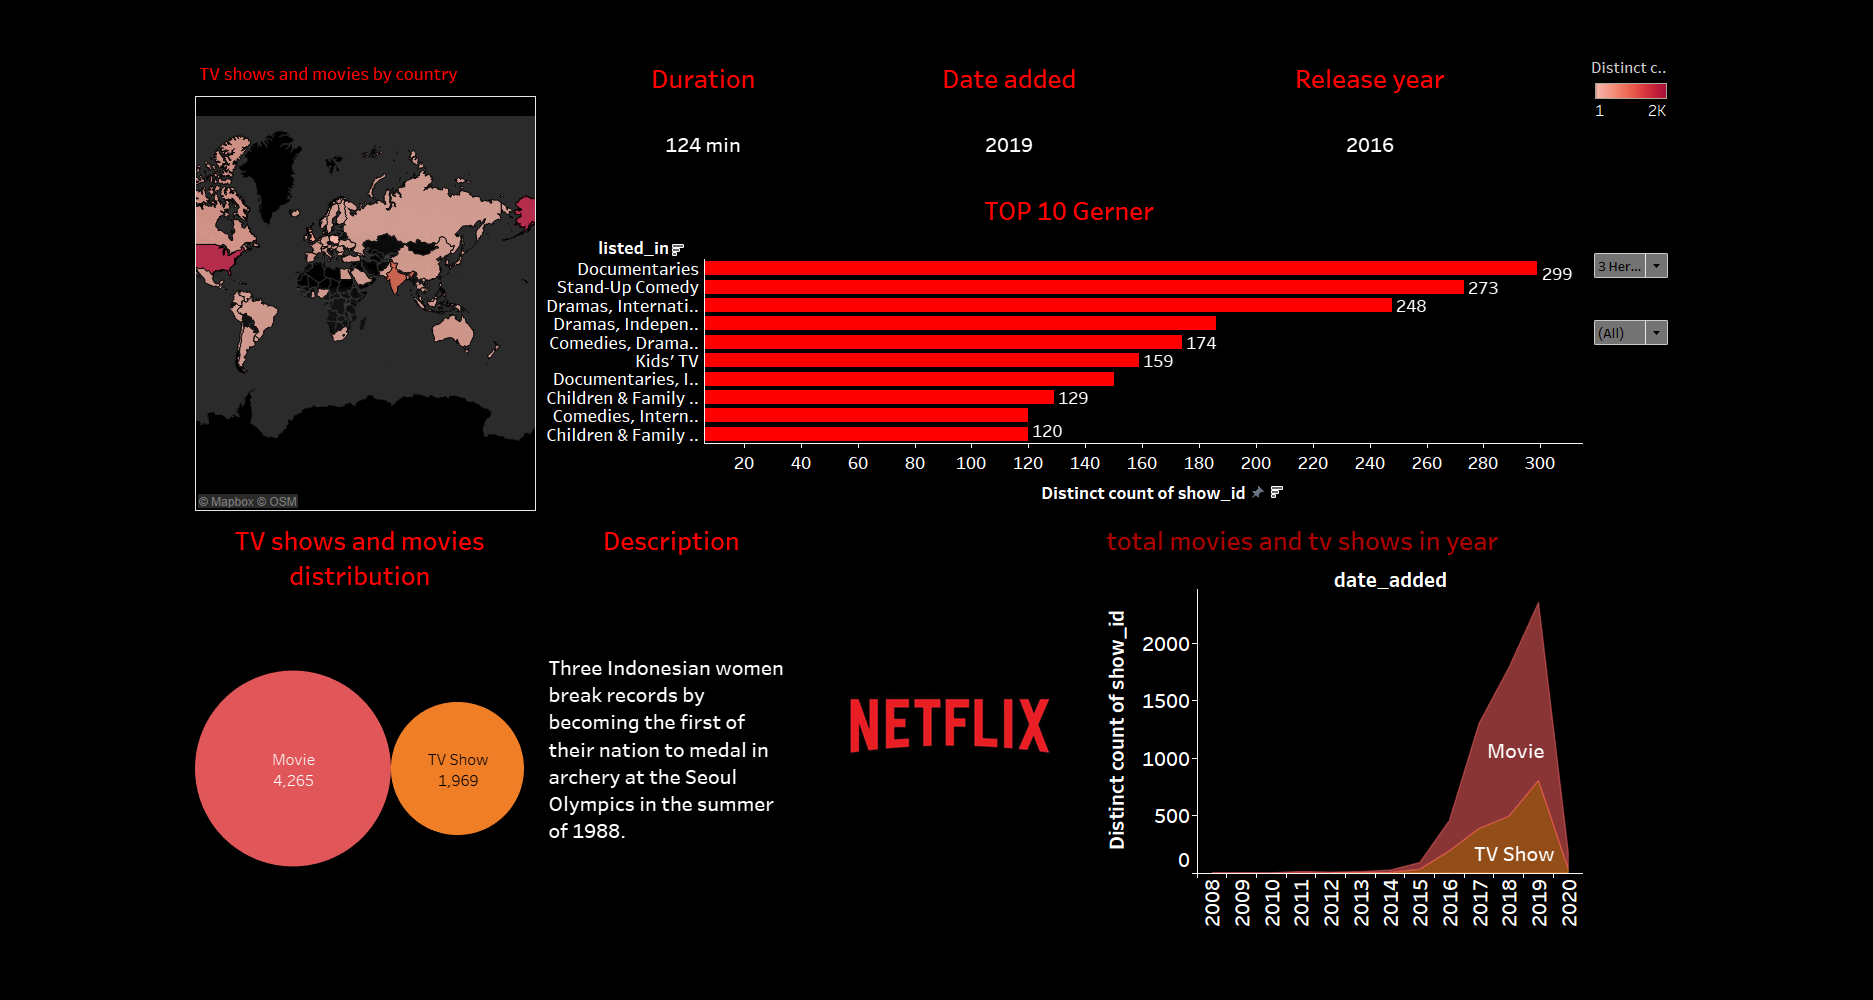 TV shows and movies by country
© Mapbox © OSM
Duration
124 min
Date added
2019
Release year
2016
Distinct c..
1 2K
TOP 10 Gerner
listed_in
Documentaries 299
Stand-Up Comedy 273
Dramas, Internati.. 248
Dramas, Indepen..
Comedies, Drama.. 174
Kids' TV 159
Documentaries, I..
Children & Family .. 129
Comedies, Intern..
Children & Family .. 120
20 40 60 80 100 120 140 160 180 200 220 240 260 280 300
Distinct count of show_id
3 Her...
(All)
TV shows and movies
distribution
Movie
4,265
TV Show
1,969
Description
Three Indonesian women
break records by
becoming the first of
their nation to medal in
archery at the Seoul
Olympics in the summer
of 1988.
NETFLIX
total movies and tv shows in year
date_added
Distinct count of show_id
2000
1500
1000
500
0
Movie
TV Show
2008 2009 2010 2011 2012 2013 2014 2015 2016 2017 2018 2019 2020